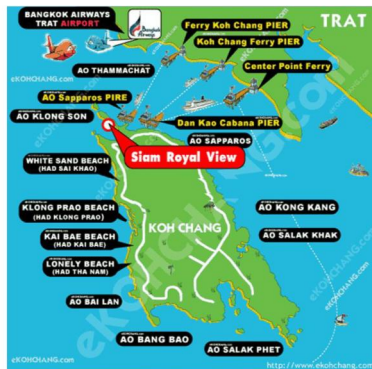 BANGKOK AIRWAYS
TRAT AIRPORT
Bangkok
Airways
TRAT
Ferry Koh Chang PIER
Koh Chang Ferry PIER
Center Point Ferry
AO THAMMACHAT
AO Sapparos PIRE
AO KLONG SON
Dan Kao Cabana PIER
AO SAPPAROS
Siam Royal View
WHITE SAND BEACH
(HAD SAI KHAO)
KLONG PRAO BEACH
(HAD KLONG PRAO)
KOH CHANG
AO KONG KANG
KAI BAE BEACH
(HAD KAI BAE)
AO SALAK KHAK
LONELY BEACH
(HAD THA NAM)
AO BAI LAN
AO BANG BAO
AO SALAK PHET
eKOHCHANG.com
eKOHCHANG.com
eKOHCHANG.com
http://www.ekohchang.com